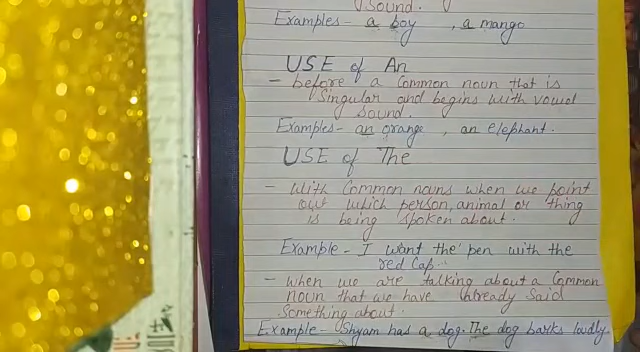 Sound.
Examples - a boy , a mango
USE of An
- before a Common noun that is
Singular and begins with vowel
Sound.
Examples - an orange , an elephant.
USE of The
- With Common nouns when we point
out which person, animal or thing
is being spoken about.
Example - I want the pen with the
red Cap.
- when we are talking about a Common
noun that we have already said
Something about.
Example - Shyam has a dog. The dog barks loudly.